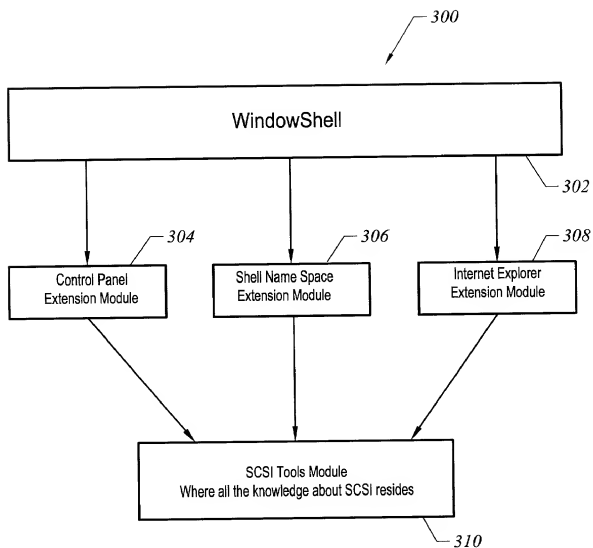 300
WindowShell
302
304
306
308
Control Panel
Extension Module
Shell Name Space
Extension Module
Internet Explorer
Extension Module
SCSI Tools Module
Where all the knowledge about SCSI resides
310